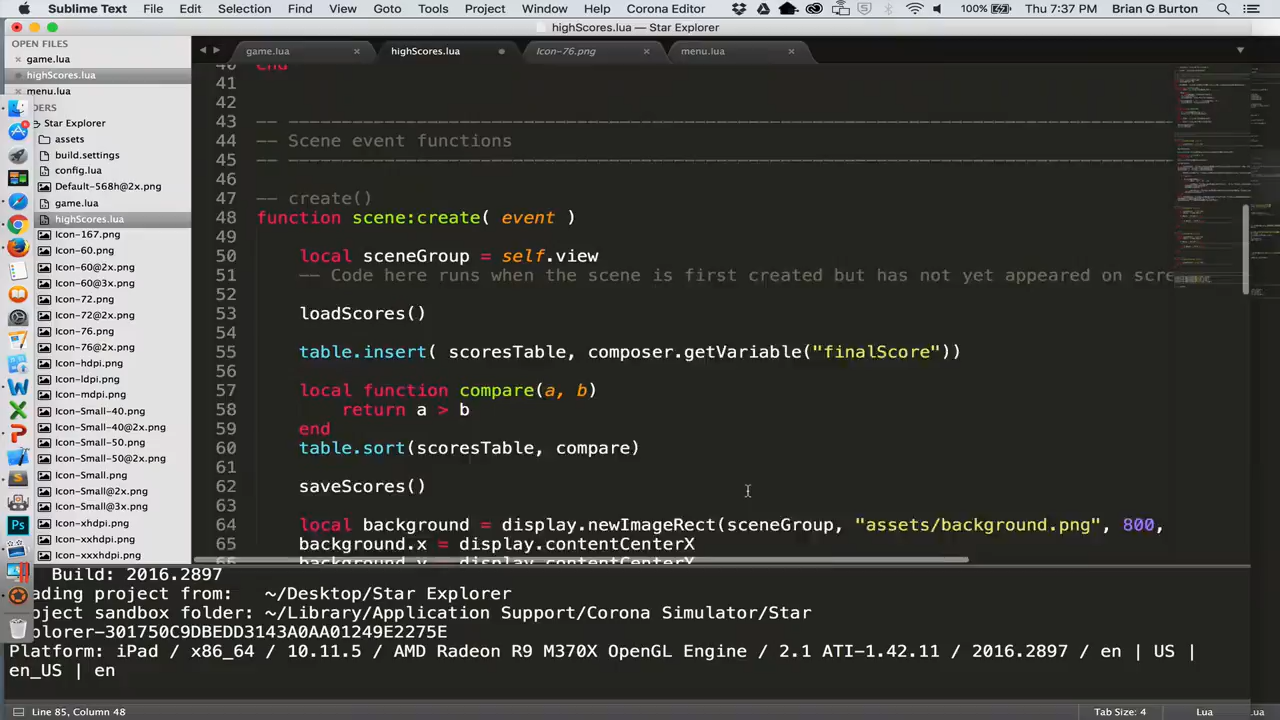 Sublime Text File Edit Selection Find View Goto Tools Project Window Help Corona Editor 100% Thu 7:37 PM Brian G Burton
highScores.lua — Star Explorer
OPEN FILES
game.lua
highScores.lua
menu.lua
DERS
Star Explorer
assets
build.settings
config.lua
Default-568h@2x.png
game.lua
highScores.lua
Icon-167.png
Icon-60.png
Icon-60@2x.png
Icon-60@3x.png
Icon-72.png
Icon-72@2x.png
Icon-76.png
Icon-76@2x.png
Icon-hdpi.png
Icon-ldpi.png
Icon-mdpi.png
Icon-Small-40.png
Icon-Small-40@2x.png
Icon-Small-50.png
Icon-Small-50@2x.png
Icon-Small.png
Icon-Small@2x.png
Icon-Small@3x.png
Icon-xhdpi.png
Icon-xxhdpi.png
Icon-xxxhdpi.png
game.lua highScores.lua Icon-76.png menu.lua
40 end
41
42
43 -- -----------------------------------------------------------------------------------
44 -- Scene event functions
45 -- -----------------------------------------------------------------------------------
46
47 -- create()
48 function scene:create( event )
49
50 local sceneGroup = self.view
51 -- Code here runs when the scene is first created but has not yet appeared on scre
52
53 loadScores()
54
55 table.insert( scoresTable, composer.getVariable("finalScore"))
56
57 local function compare(a, b)
58 return a > b
59 end
60 table.sort(scoresTable, compare)
61
62 saveScores()
63
64 local background = display.newImageRect(sceneGroup, "assets/background.png", 800,
65 background.x = display.contentCenterX
66 background.y = display.contentCenterY
Build: 2016.2897
ading project from: ~/Desktop/Star Explorer
oject sandbox folder: ~/Library/Application Support/Corona Simulator/Star
plorer-301750C9DBEDD3143A0AA01249E2275E
Platform: iPad / x86_64 / 10.11.5 / AMD Radeon R9 M370X OpenGL Engine / 2.1 ATI-1.42.11 / 2016.2897 / en | US |
en_US | en
Line 85, Column 48 Tab Size: 4 Lua Lua